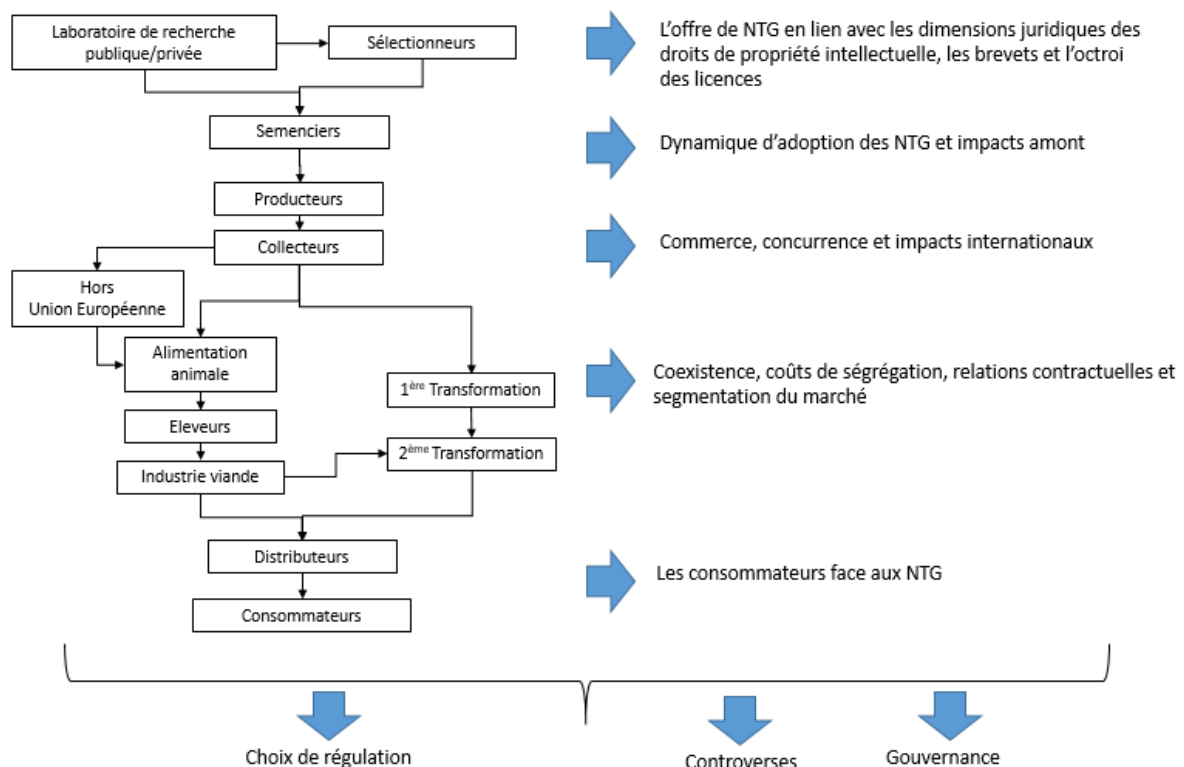 Laboratoire de recherche
publique/privée
Sélectionneurs
L'offre de NTG en lien avec les dimensions juridiques des
droits de propriété intellectuelle, les brevets et l'octroi
des licences
Semenciers
Dynamique d'adoption des NTG et impacts amont
Producteurs
Collecteurs
Commerce, concurrence et impacts internationaux
Hors
Union Européenne
Alimentation
animale
1ère Transformation
Coexistence, coûts de ségrégation, relations contractuelles et
segmentation du marché
Eleveurs
2ème Transformation
Industrie viande
Distributeurs
Les consommateurs face aux NTG
Consommateurs
Choix de régulation
Controverses
Gouvernance